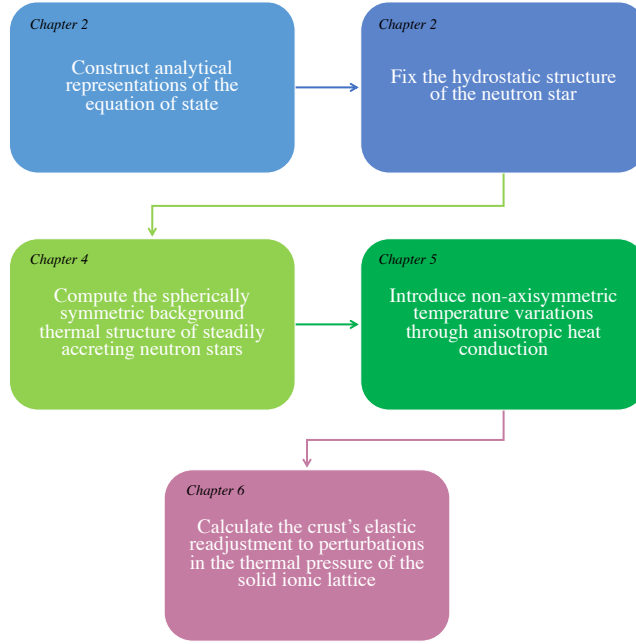 Chapter 2
Construct analytical
representations of the
equation of state
Chapter 2
Fix the hydrostatic structure
of the neutron star
Chapter 4
Compute the spherically
symmetric background
thermal structure of steadily
accreting neutron stars
Chapter 5
Introduce non-axisymmetric
temperature variations
through anisotropic heat
conduction
Chapter 6
Calculate the crust's elastic
readjustment to perturbations
in the thermal pressure of the
solid ionic lattice